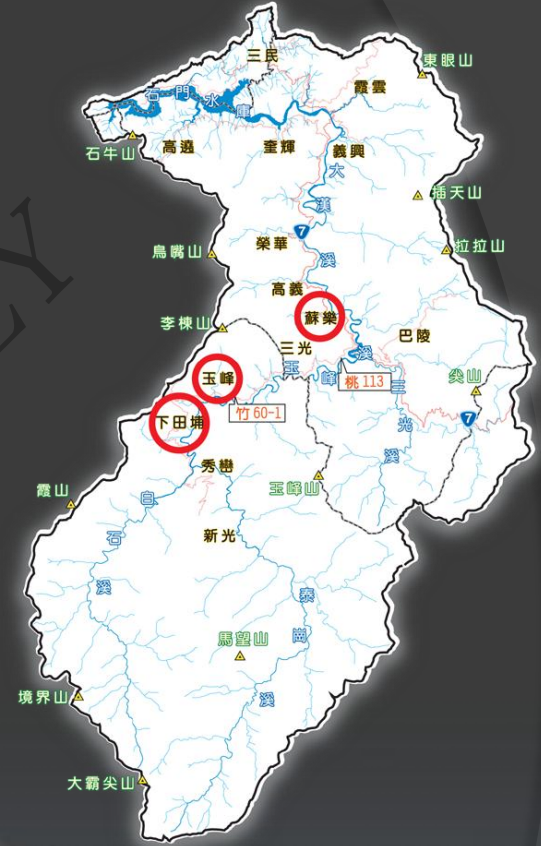 三民
東眼山
霞雲
石門水庫
石牛山
高遶
奎輝
義興
大漢溪
插天山
7
榮華
拉拉山
鳥嘴山
高義
蘇樂
李棟山
巴陵
三光
玉峰溪
桃 113
尖山
玉峰
竹 60-1
三光溪
7
下田埔
秀巒
玉峰山
霞山
白石溪
新光
泰崗溪
馬望山
境界山
大霸尖山
EY